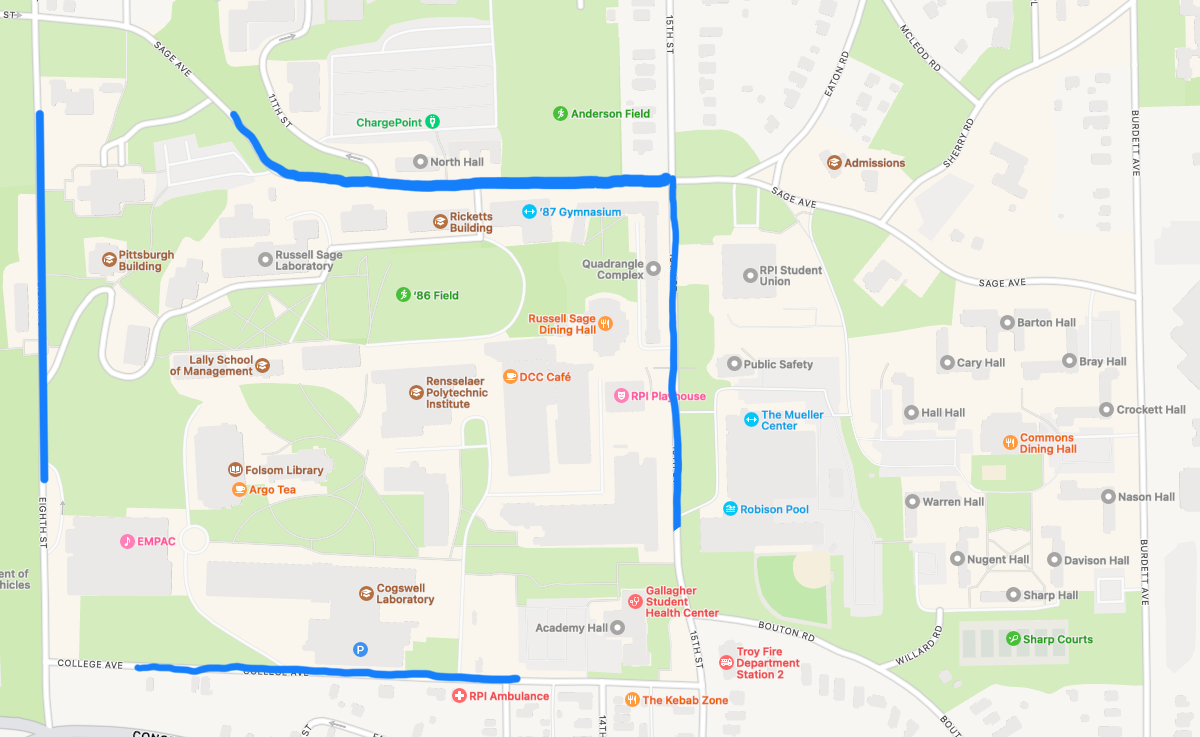 ST
SAGE AVE
11TH ST
15TH ST
EATON RD
MCLEOD RD
SHERRY RD
BURDETT AVE
ChargePoint
Anderson Field
North Hall
Admissions
SAGE AVE
Ricketts
Building
'87 Gymnasium
Pittsburgh
Building
Russell Sage
Laboratory
Quadrangle
Complex
RPI Student
Union
SAGE AVE
'86 Field
Russell Sage
Dining Hall
Barton Hall
Lally School
of Management
DCC Café
Public Safety
Cary Hall
Bray Hall
Rensselaer
Polytechnic
Institute
RPI Playhouse
The Mueller
Center
Hall Hall
Crockett Hall
Commons
Dining Hall
Folsom Library
Argo Tea
EIGHTH ST
Robison Pool
Warren Hall
Nason Hall
EMPAC
ent of
hicles
Nugent Hall
Davison Hall
BURDETT AVE
Cogswell
Laboratory
Gallagher
Student
Health Center
Sharp Hall
Academy Hall
BOUTON RD
WILLARD RD
Sharp Courts
P
15TH ST
COLLEGE AVE
COLLEGE AVE
Troy Fire
Department
Station 2
RPI Ambulance
The Kebab Zone
14TH
ST
BOUT
CONG